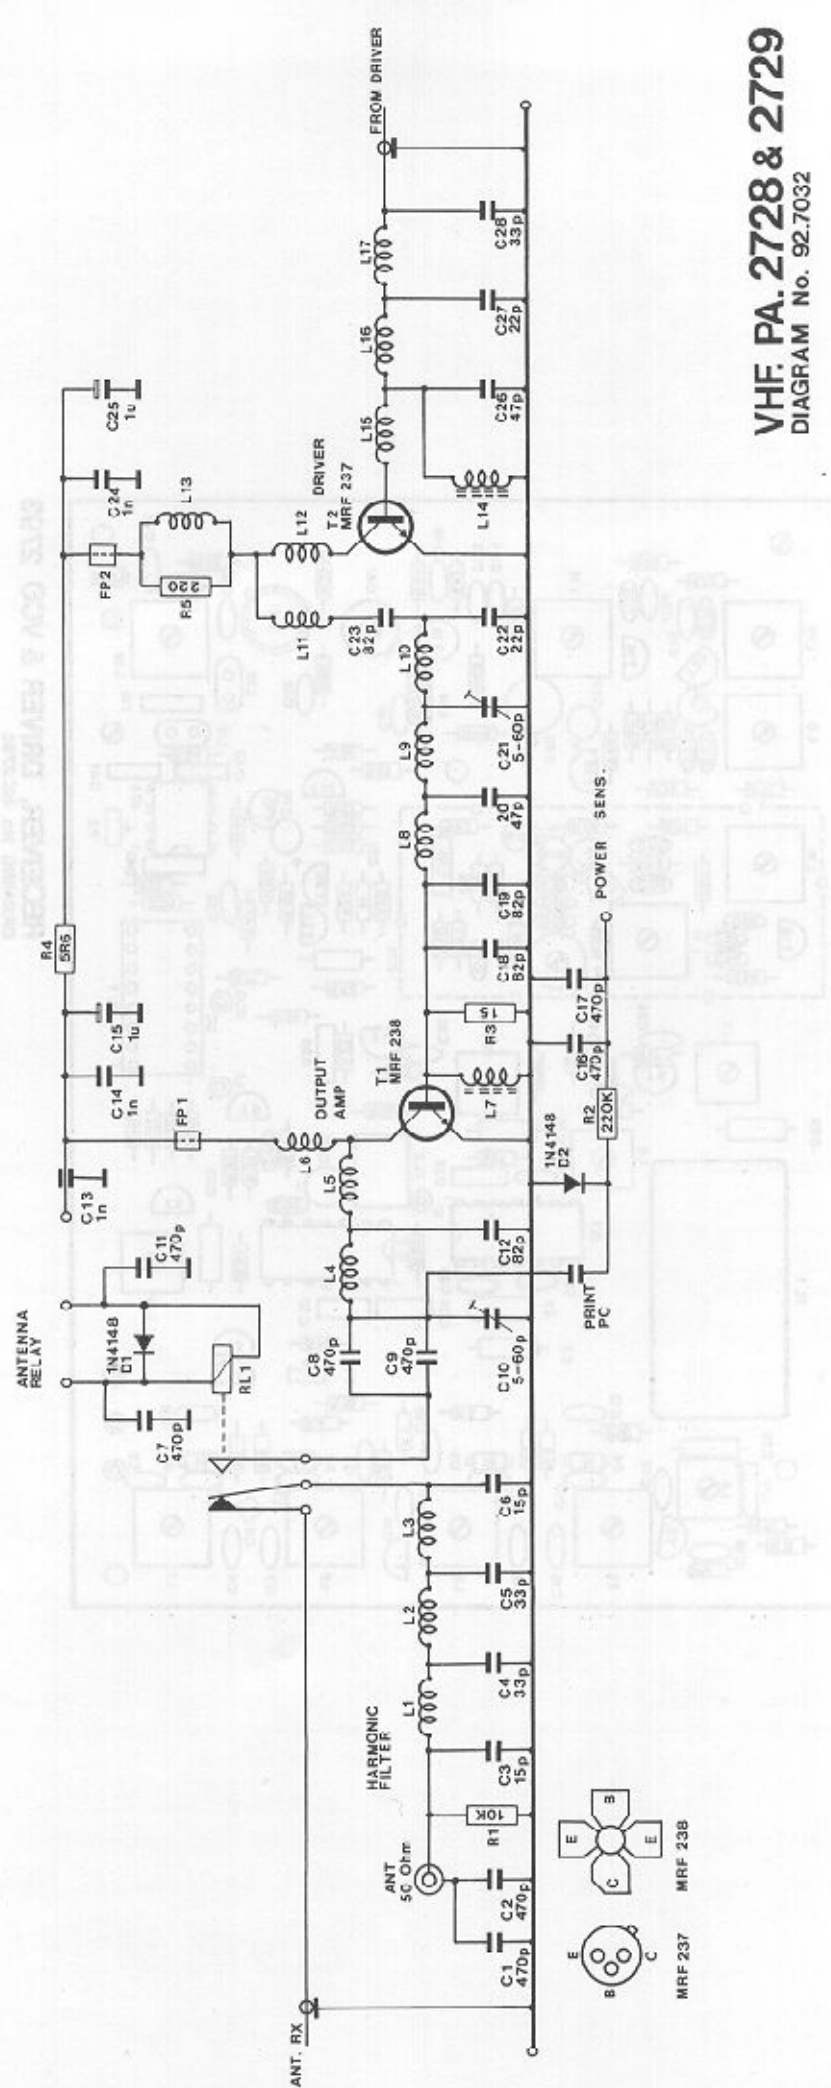 VHF. PA. 2728 & 2729
DIAGRAM No. 92.7032
ANT. RX
ANTENNA
RELAY
C7
470p
1N4148
D1
C11
470p
RL1
C13
1n
C14
1n
C15
1u
R4
5R6
FP1
L6
OUTPUT
AMP
T1
MRF 238
FP2
C24
1n
C25
1u
R5
220
L13
L11
L12
DRIVER
T2
MRF 237
C23
82p
FROM DRIVER
HARMONIC
FILTER
ANT
50 Ohm
L1
L2
L3
C8
470p
C9
470p
L4
L5
L8
L9
L10
L15
L16
L17
C1
470p
C2
470p
R1
10K
C3
15p
C4
33p
C5
33p
C6
15p
C10
5-60p
C12
82p
L7
R3
15
C18
82p
C19
82p
20
47p
C21
5-60p
C22
22p
L14
C26
47p
C27
22p
C28
33p
PRINT
PC
1N4148
D2
R2
220K
C16
470p
C17
470p
POWER SENS.
E
B
C
MRF 237
E
B
C
E
MRF 238
RECEIVER, DRIVER & VCO 2793